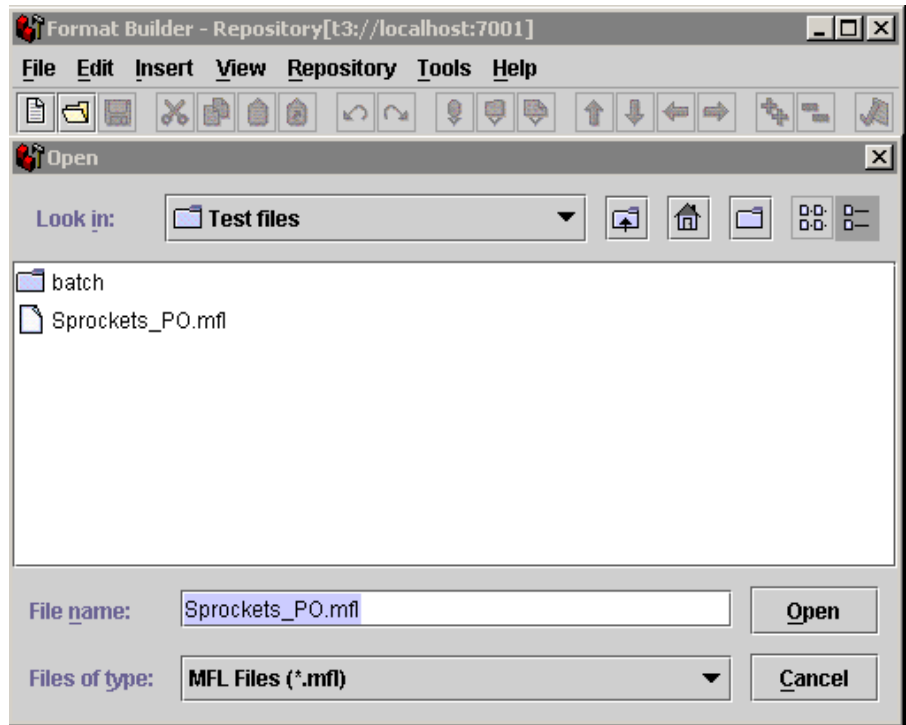 Format Builder - Repository[t3://localhost:7001]
File Edit Insert View Repository Tools Help
Open
Look in: Test files
batch
Sprockets_PO.mfl
File name: Sprockets_PO.mfl Open
Files of type: MFL Files (*.mfl) Cancel